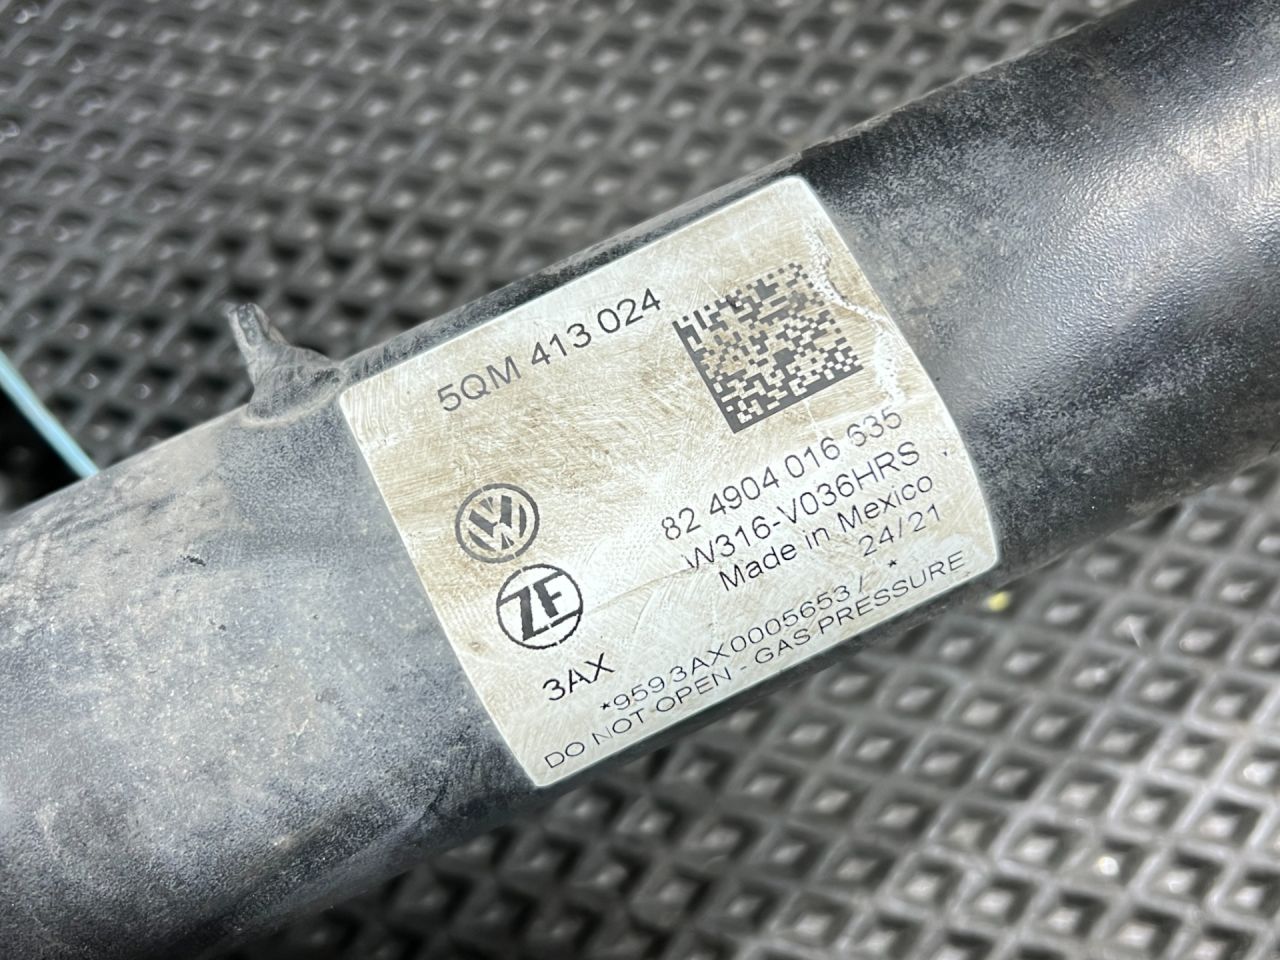 5QM 413 024
82 4904 016 635
W316-V036HRS
Made in Mexico
24/21
ZF
3AX
*9593AX0005653/ *
DO NOT OPEN - GAS PRESSURE